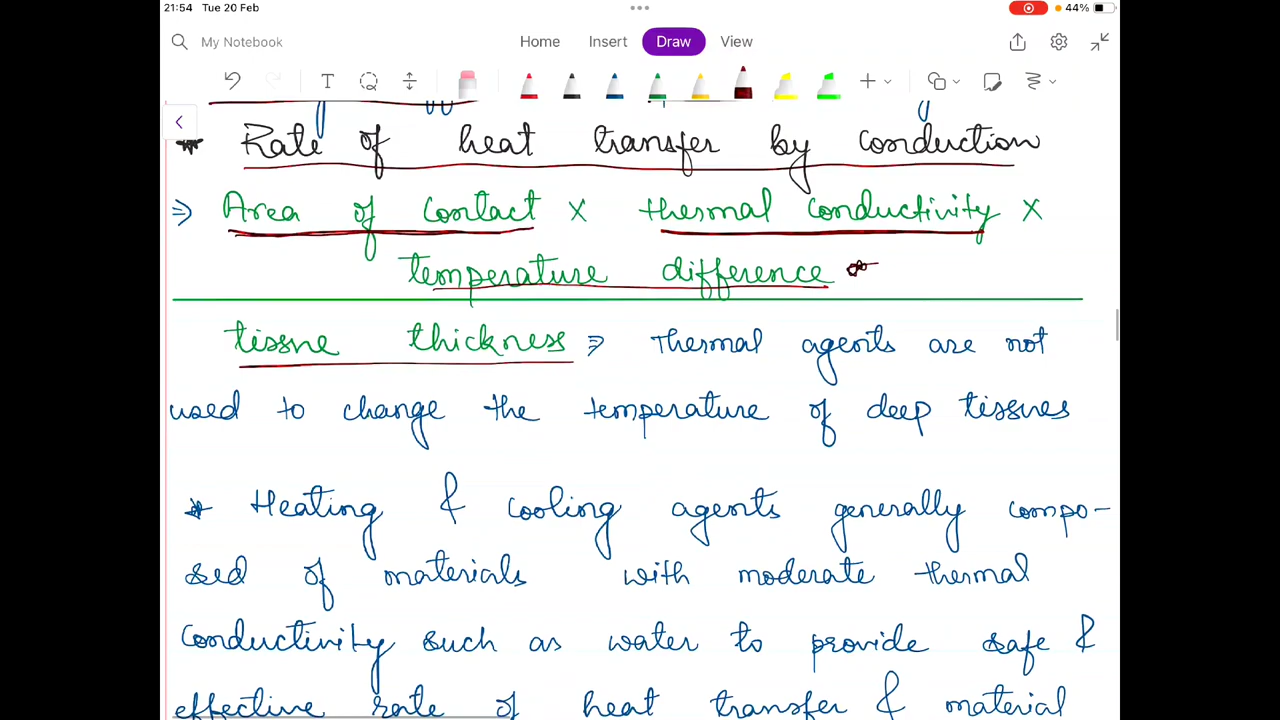 21:54 Tue 20 Feb 44%
My Notebook Home Insert Draw View
Rate of heat transfer by conduction
⇒ Area of contact × thermal conductivity ×
temperature difference
tissue thickness ⇒ Thermal agents are not
used to change the temperature of deep tissues
* Heating & cooling agents generally compo-
sed of materials with moderate thermal
conductivity such as water to provide safe &
effective rate of heat transfer & material